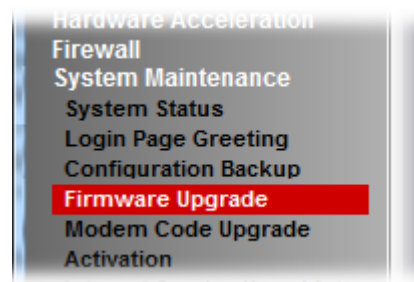 Hardware Acceleration
Firewall
System Maintenance
System Status
Login Page Greeting
Configuration Backup
Firmware Upgrade
Modem Code Upgrade
Activation